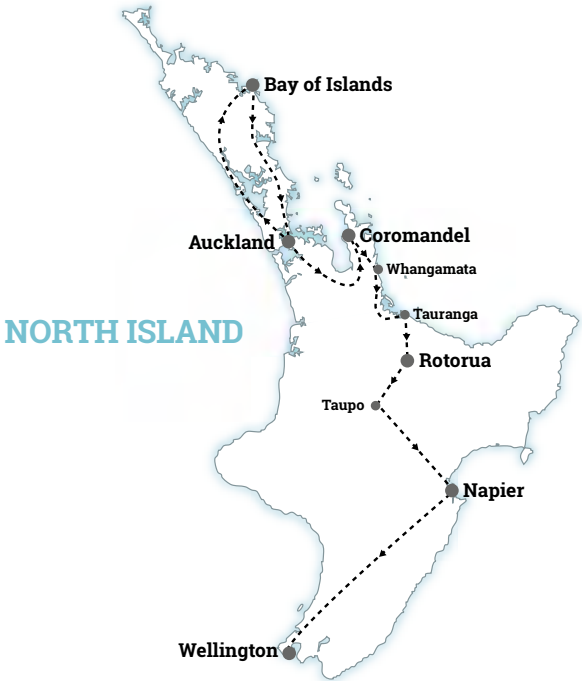 Bay of Islands
Auckland
Coromandel
Whangamata
Tauranga
NORTH ISLAND
Rotorua
Taupo
Napier
Wellington